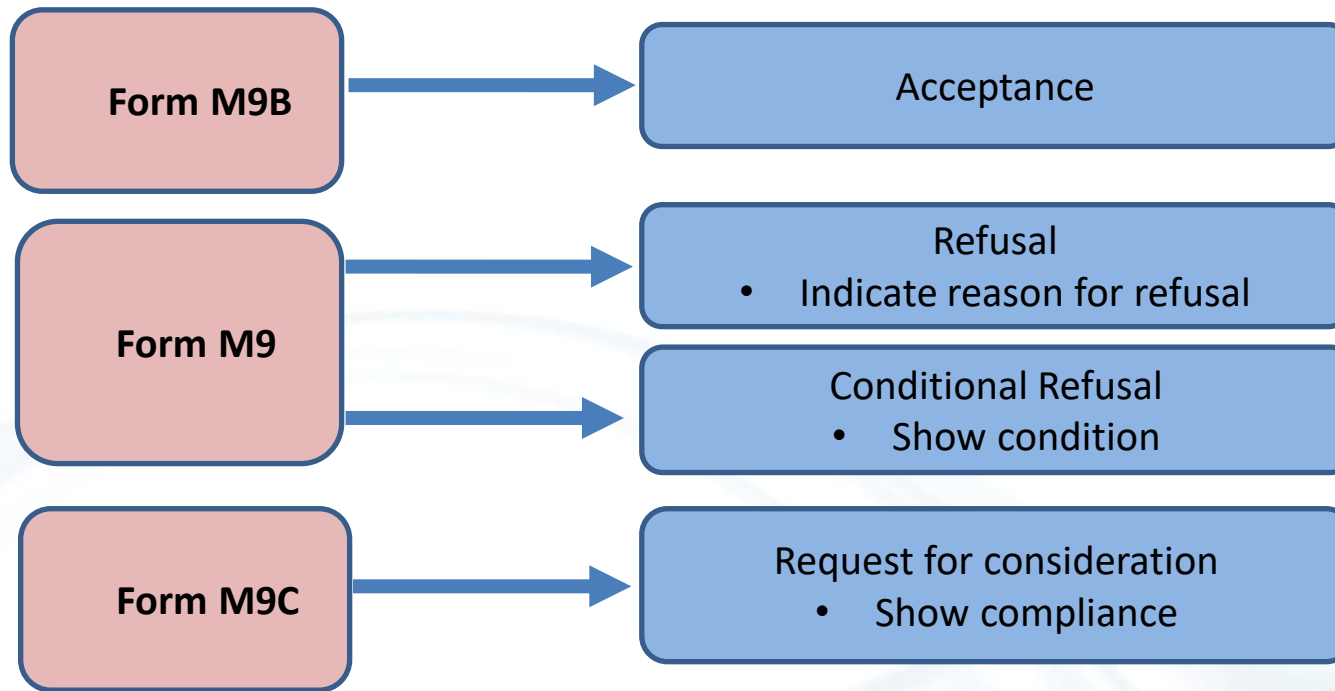 Form M9B
Acceptance
Form M9
Refusal
• Indicate reason for refusal
Conditional Refusal
• Show condition
Form M9C
Request for consideration
• Show compliance